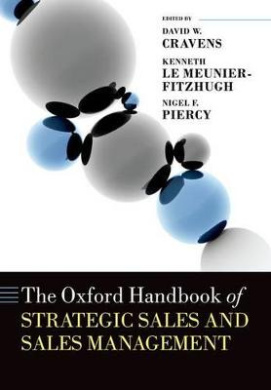 EDITED BY
DAVID W.
CRAVENS
KENNETH
LE MEUNIER-
FITZHUGH
NIGEL F.
PIERCY
The Oxford Handbook of
STRATEGIC SALES AND
SALES MANAGEMENT